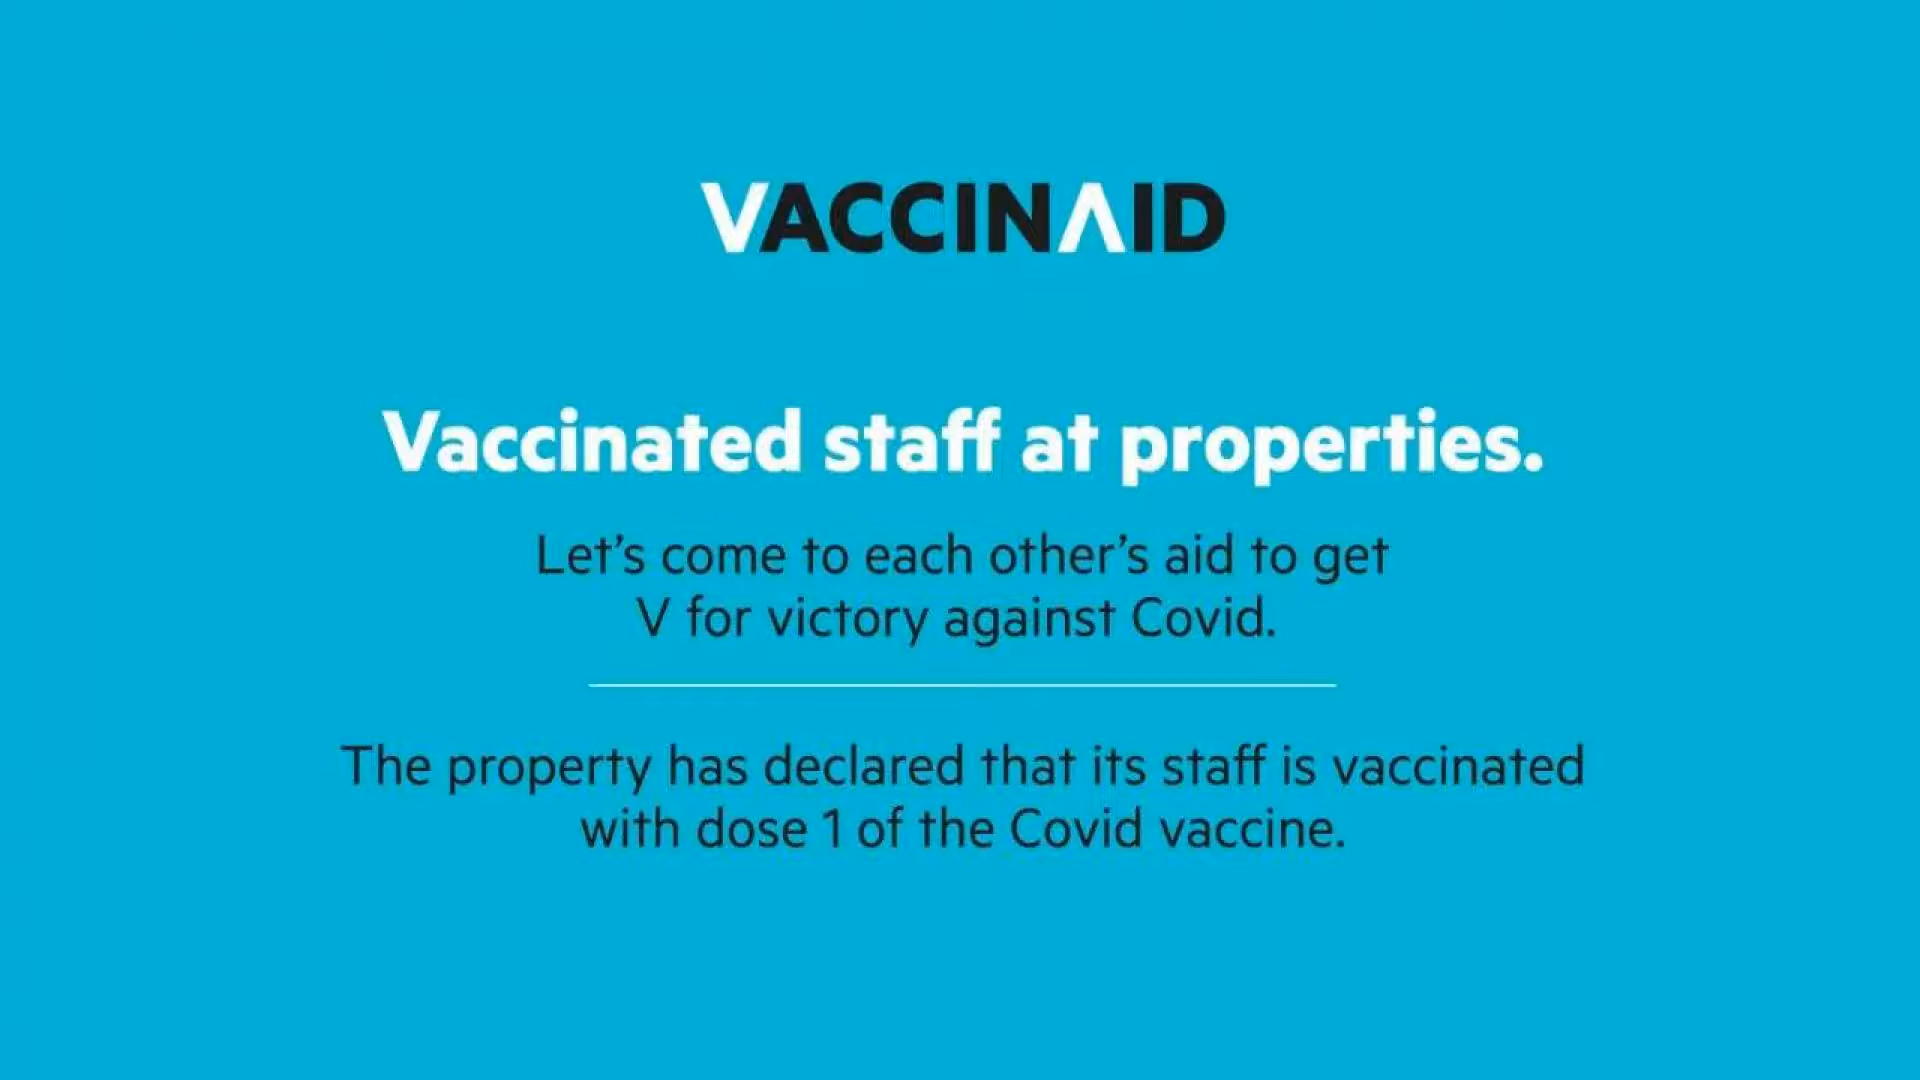 VACCINAID
Vaccinated staff at properties.
Let’s come to each other’s aid to get
V for victory against Covid.
The property has declared that its staff is vaccinated
with dose 1 of the Covid vaccine.